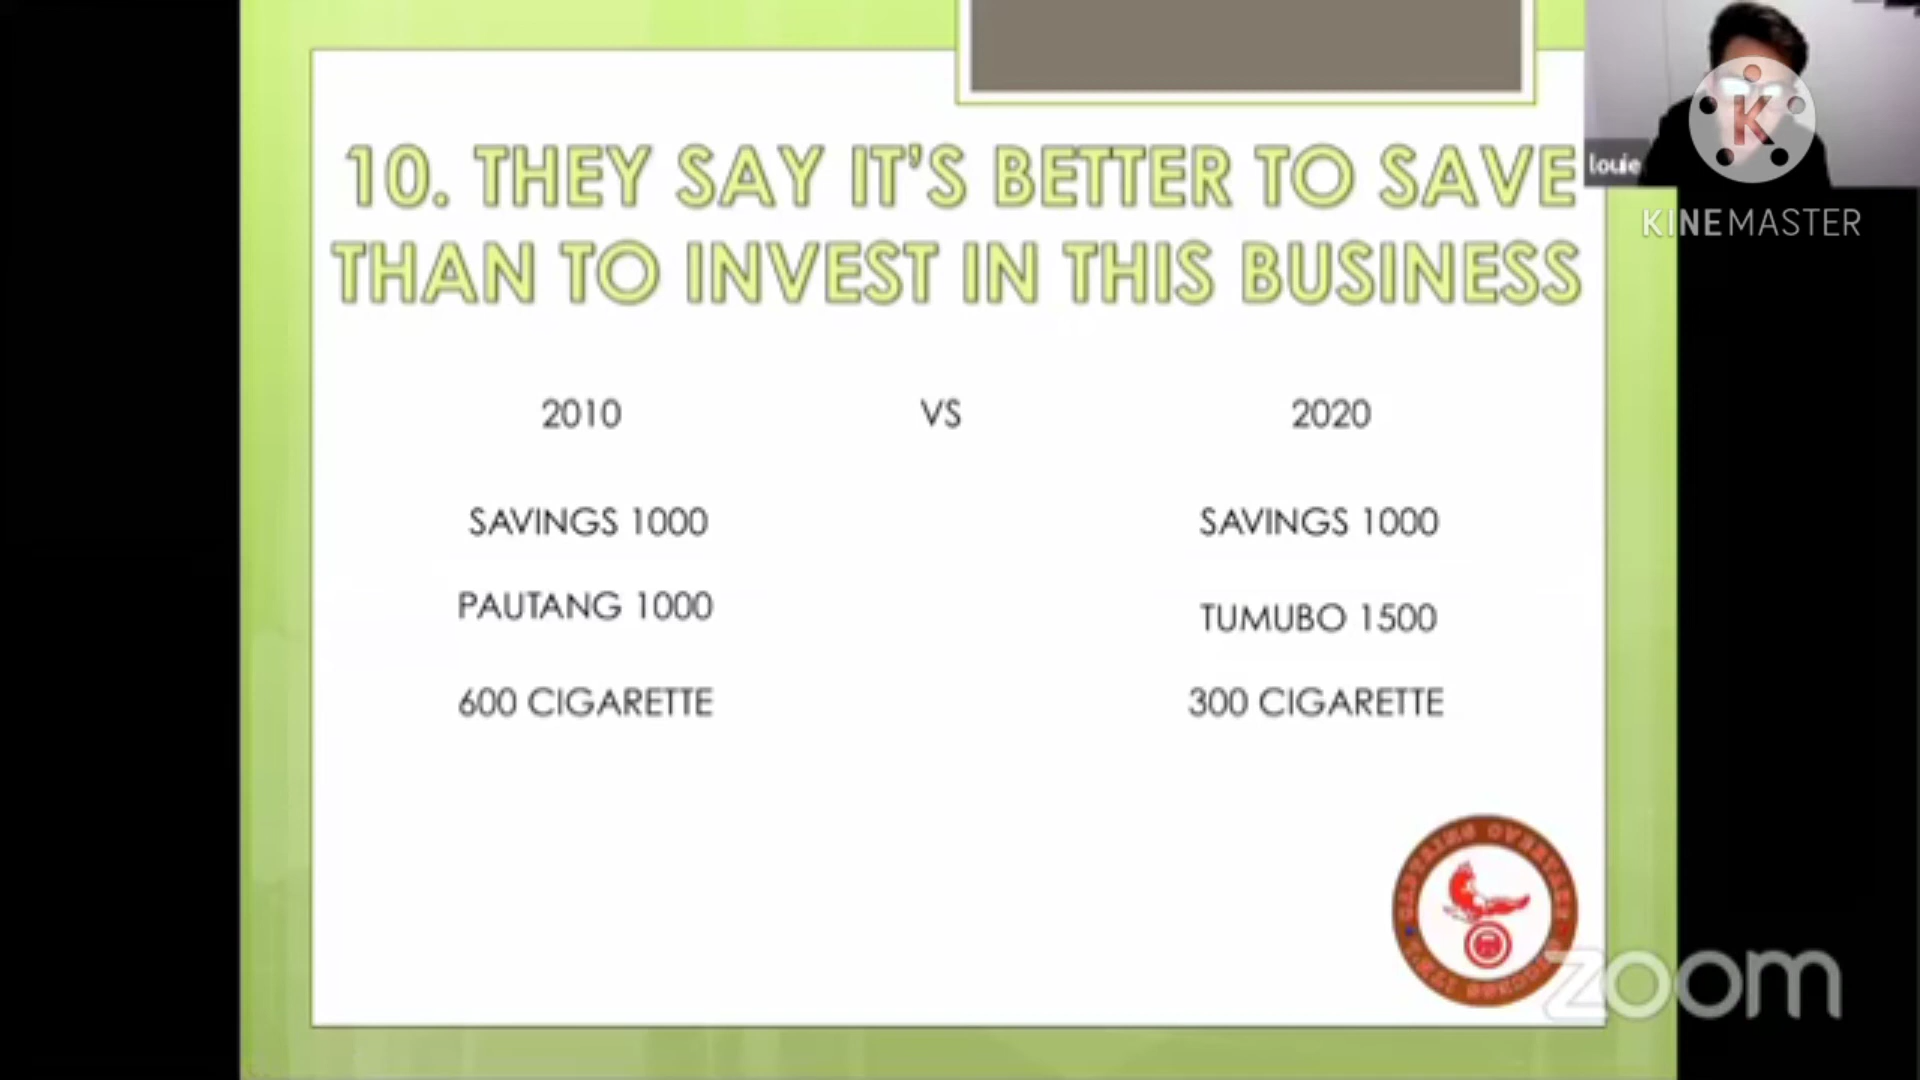 10. THEY SAY IT'S BETTER TO SAVE
THAN TO INVEST IN THIS BUSINESS
louie
KINEMASTER
2010 VS 2020
SAVINGS 1000 SAVINGS 1000
PAUTANG 1000 TUMUBO 1500
600 CIGARETTE 300 CIGARETTE
zoom